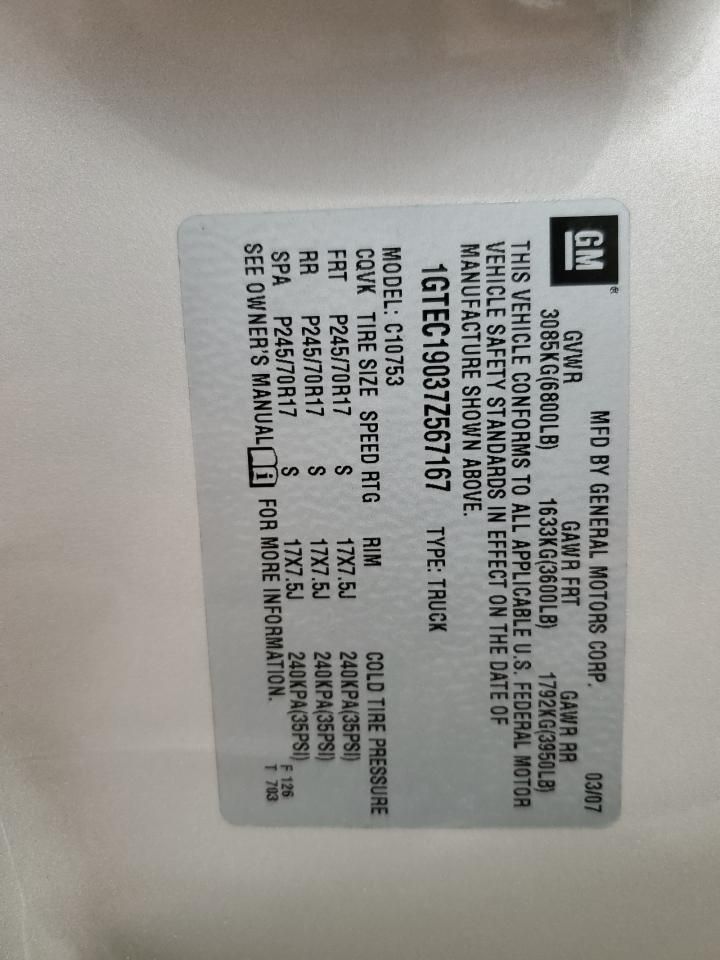 GM®
MFD BY GENERAL MOTORS CORP. 03/07
GVWR GAWR FRT GAWR RR
3085KG(6800LB) 1633KG(3600LB) 1792KG(3950LB)
THIS VEHICLE CONFORMS TO ALL APPLICABLE U.S. FEDERAL MOTOR
VEHICLE SAFETY STANDARDS IN EFFECT ON THE DATE OF
MANUFACTURE SHOWN ABOVE.
1GTEC19037Z567167 TYPE: TRUCK
MODEL: C10753
CQVK TIRE SIZE SPEED RTG RIM COLD TIRE PRESSURE
FRT P245/70R17 S 17X7.5J 240KPA(35PSI)
RR P245/70R17 S 17X7.5J 240KPA(35PSI)
SPA P245/70R17 S 17X7.5J 240KPA(35PSI)
SEE OWNER'S MANUAL i FOR MORE INFORMATION.
F 126
T 703